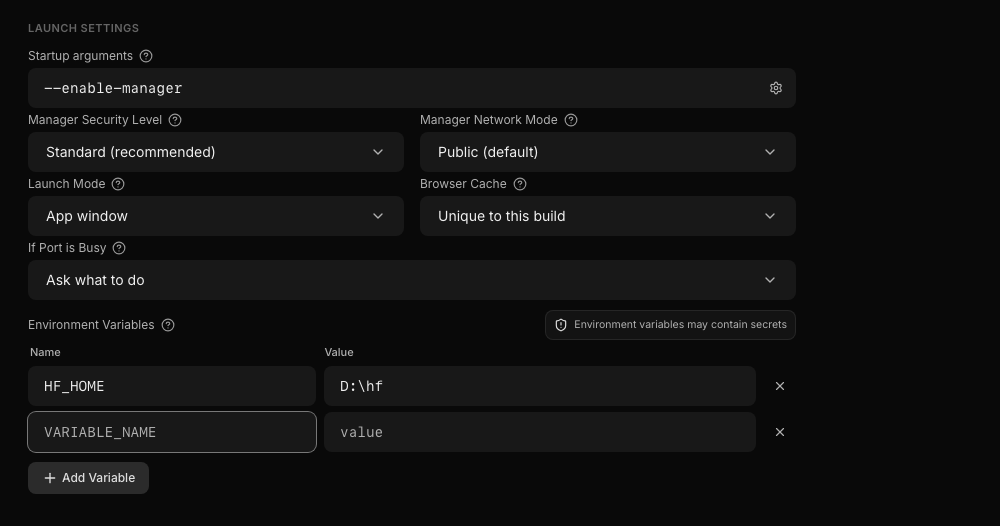 LAUNCH SETTINGS
Startup arguments
--enable-manager
Manager Security Level
Manager Network Mode
Standard (recommended)
Public (default)
Launch Mode
Browser Cache
App window
Unique to this build
If Port is Busy
Ask what to do
Environment Variables
Environment variables may contain secrets
Name
Value
HF_HOME
D:\hf
VARIABLE_NAME
value
Add Variable